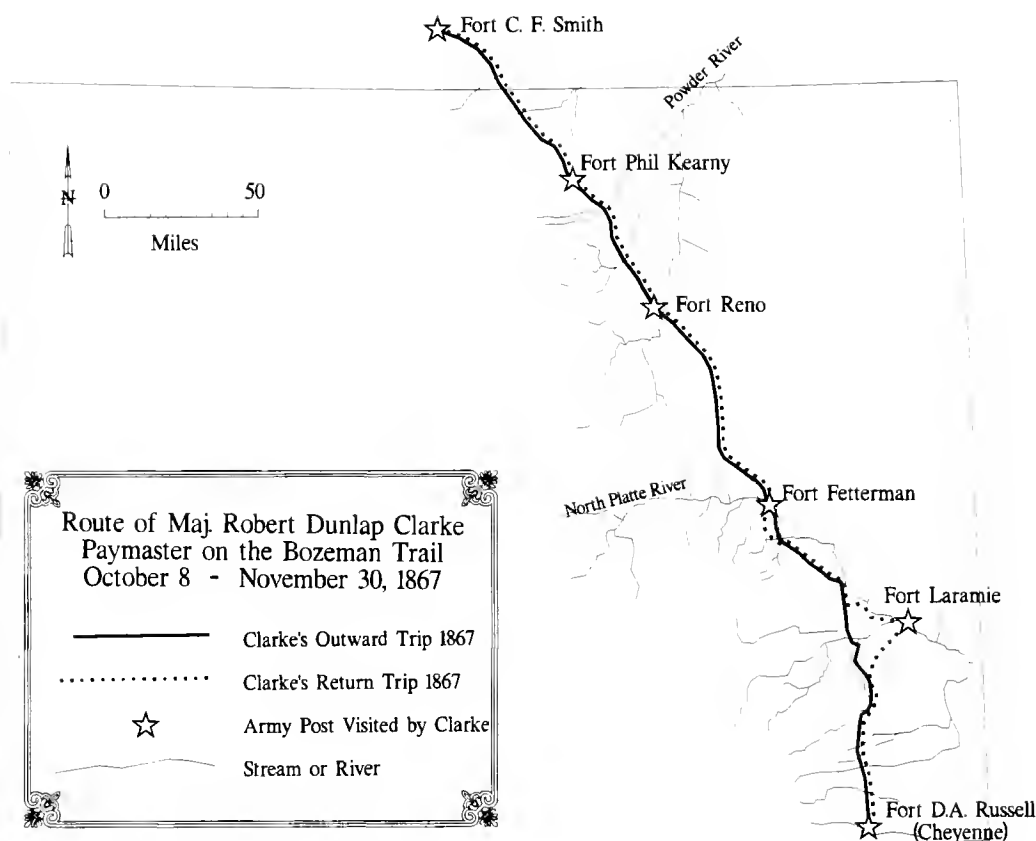 Fort C. F. Smith
Powder River
Fort Phil Kearny
N
0 50
Miles
Fort Reno
North Platte River
Fort Fetterman
Route of Maj. Robert Dunlap Clarke
Paymaster on the Bozeman Trail
October 8 - November 30, 1867
Fort Laramie
Clarke's Outward Trip 1867
Clarke's Return Trip 1867
Army Post Visited by Clarke
Stream or River
Fort D.A. Russell
(Cheyenne)